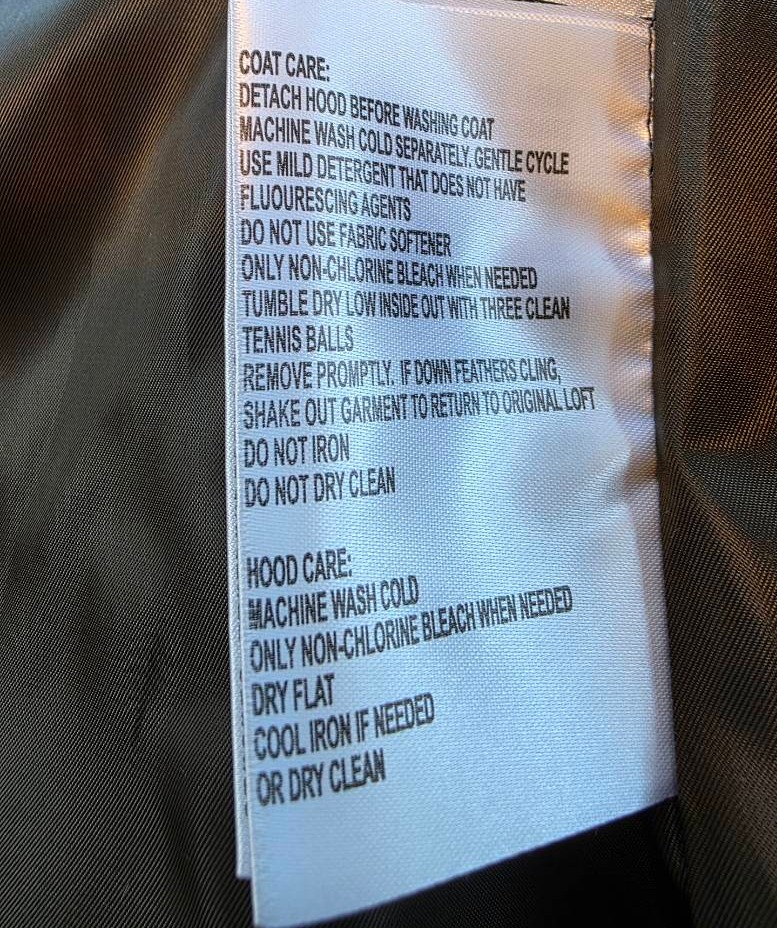 COAT CARE:
DETACH HOOD BEFORE WASHING COAT
MACHINE WASH COLD SEPARATELY. GENTLE CYCLE
USE MILD DETERGENT THAT DOES NOT HAVE
FLUOURESCING AGENTS
DO NOT USE FABRIC SOFTENER
ONLY NON-CHLORINE BLEACH WHEN NEEDED
TUMBLE DRY LOW INSIDE OUT WITH THREE CLEAN
TENNIS BALLS
REMOVE PROMPTLY. IF DOWN FEATHERS CLING,
SHAKE OUT GARMENT TO RETURN TO ORIGINAL LOFT
DO NOT IRON
DO NOT DRY CLEAN
HOOD CARE:
MACHINE WASH COLD
ONLY NON-CHLORINE BLEACH WHEN NEEDED
DRY FLAT
COOL IRON IF NEEDED
OR DRY CLEAN